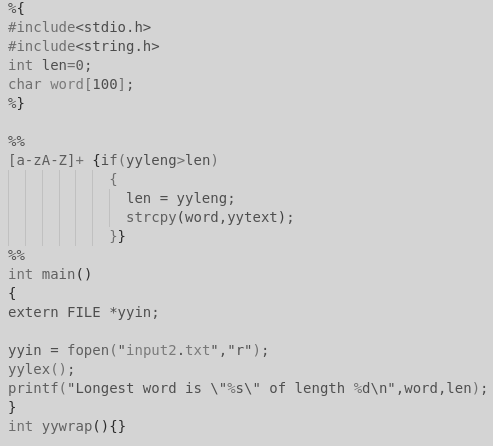 %{
#include<stdio.h>
#include<string.h>
int len=0;
char word[100];
%}

%%
[a-zA-Z]+ {if(yyleng>len)
            {
              len = yyleng;
              strcpy(word,yytext);
            }}
%%
int main()
{
extern FILE *yyin;

yyin = fopen("input2.txt","r");
yylex();
printf("Longest word is \"%s\" of length %d\n",word,len);
}
int yywrap(){}